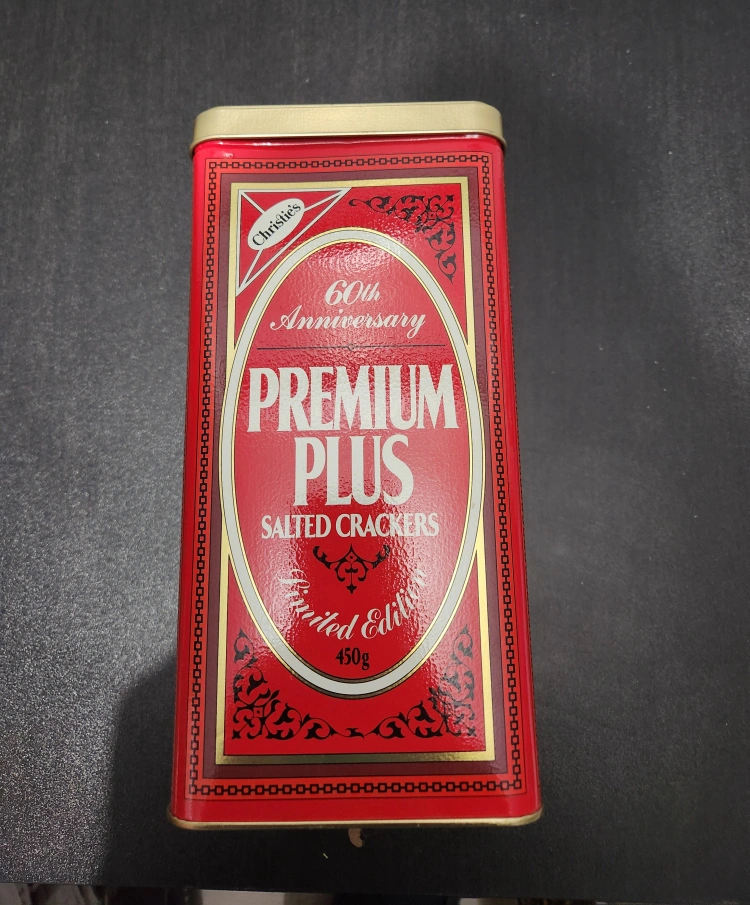 Christie's
60th
Anniversary
PREMIUM
PLUS
SALTED CRACKERS
Limited Edition
450g